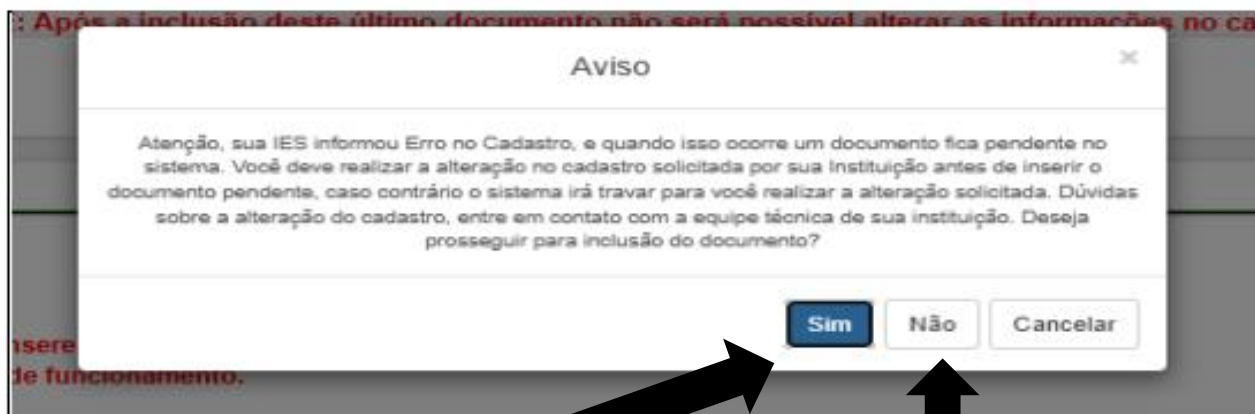 : Após a inclusão deste último documento não será possível alterar as informações no ca
Aviso
×
Atenção, sua IES informou Erro no Cadastro, e quando isso ocorre um documento fica pendente no
sistema. Você deve realizar a alteração no cadastro solicitada por sua Instituição antes de inserir o
documento pendente, caso contrário o sistema irá travar para você realizar a alteração solicitada. Dúvidas
sobre a alteração do cadastro, entre em contato com a equipe técnica de sua instituição. Deseja
prosseguir para inclusão do documento?
Sim Não Cancelar
nsere
de funcionamento.